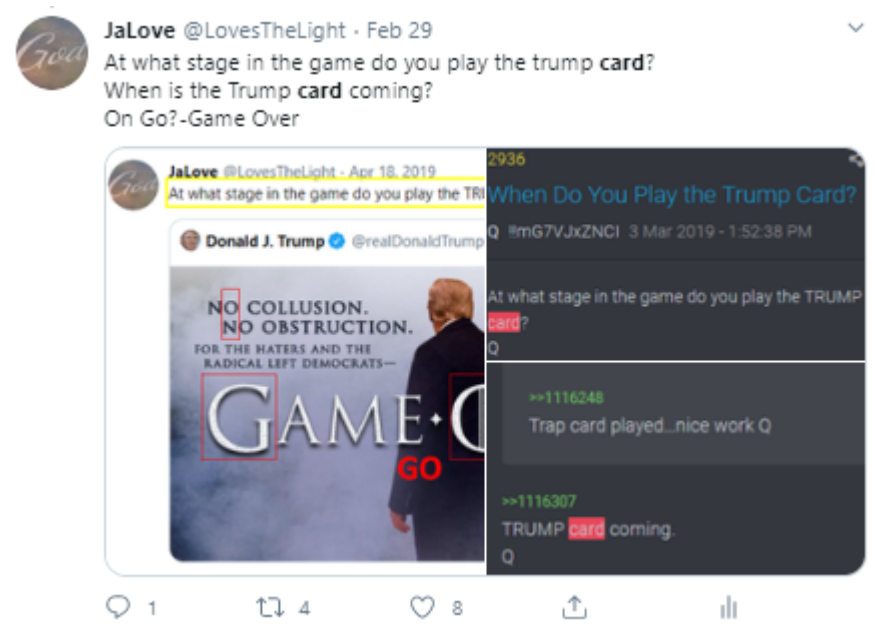 God
JaLove @LovesTheLight · Feb 29
At what stage in the game do you play the trump card?
When is the Trump card coming?
On Go?-Game Over
God
JaLove @LovesTheLight · Apr 18, 2019
At what stage in the game do you play the TRU
Donald J. Trump @realDonaldTrump
NO COLLUSION.
NO OBSTRUCTION.
FOR THE HATERS AND THE
RADICAL LEFT DEMOCRATS—
GAME·O
GO
2936
When Do You Play the Trump Card?
Q !!mG7VJxZNCI 3 Mar 2019 - 1:52:38 PM
At what stage in the game do you play the TRUMP
card?
Q
>>1116248
Trap card played...nice work Q
>>1116307
TRUMP card coming.
Q
1 4 8